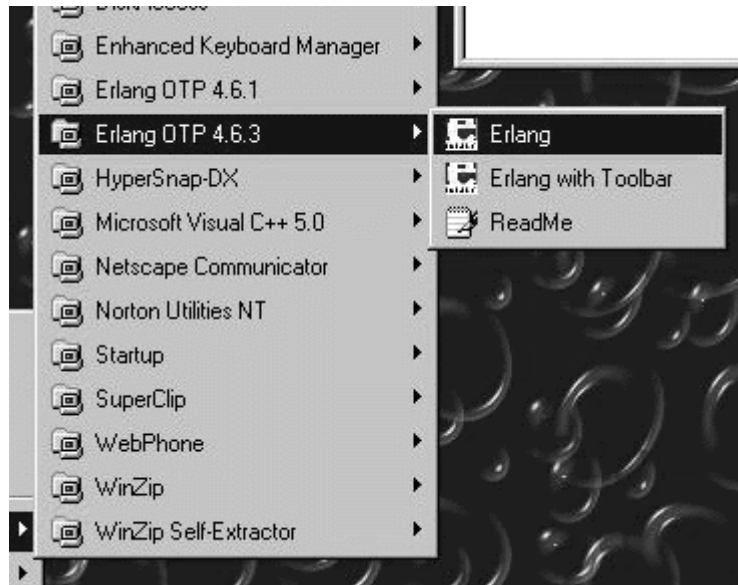 Enhanced Keyboard Manager
Erlang OTP 4.6.1
Erlang OTP 4.6.3
HyperSnap-DX
Microsoft Visual C++ 5.0
Netscape Communicator
Norton Utilities NT
Startup
SuperClip
WebPhone
WinZip
WinZip Self-Extractor
Erlang
Erlang with Toolbar
ReadMe